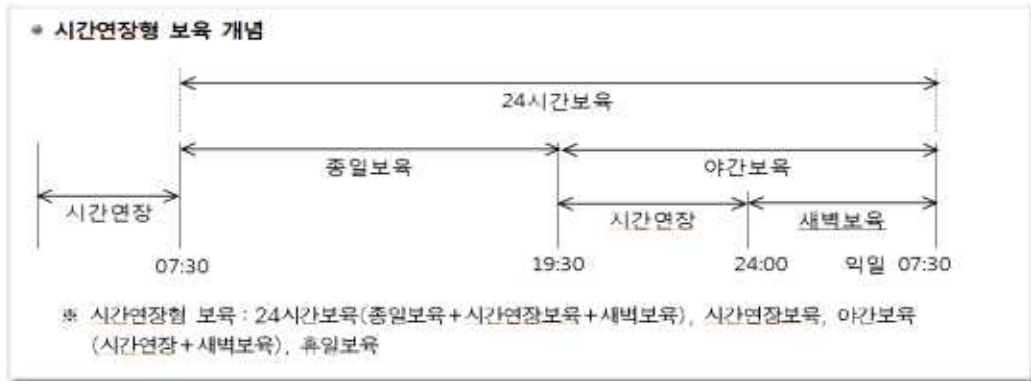 시간연장형 보육 개념
24시간보육
종일보육
야간보육
시간연장
시간연장
새벽보육
07:30
19:30
24:00
익일 07:30
※ 시간연장형 보육 : 24시간보육(종일보육+시간연장보육+새벽보육), 시간연장보육, 야간보육
(시간연장+새벽보육), 휴일보육